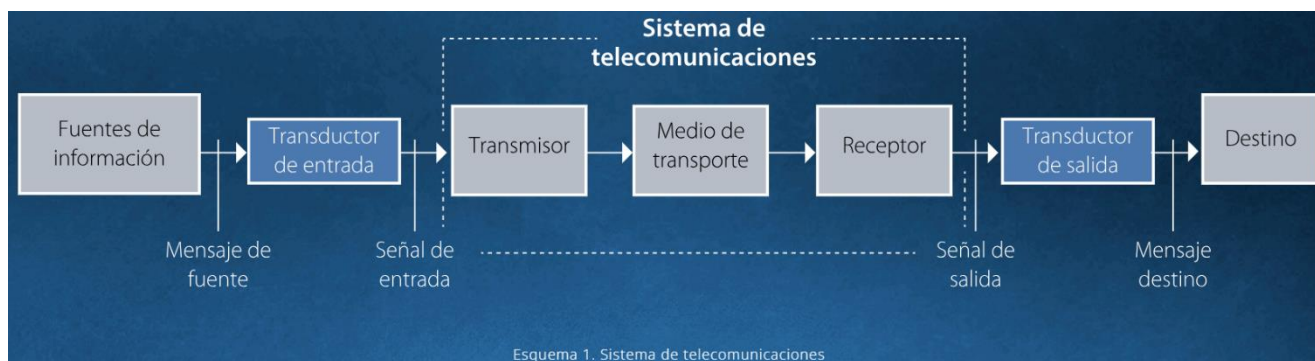 Sistema de
telecomunicaciones
Fuentes de
información
Transductor
de entrada
Transmisor
Medio de
transporte
Receptor
Transductor
de salida
Destino
Mensaje de
fuente
Señal de
entrada
Señal de
salida
Mensaje
destino
Esquema 1. Sistema de telecomunicaciones